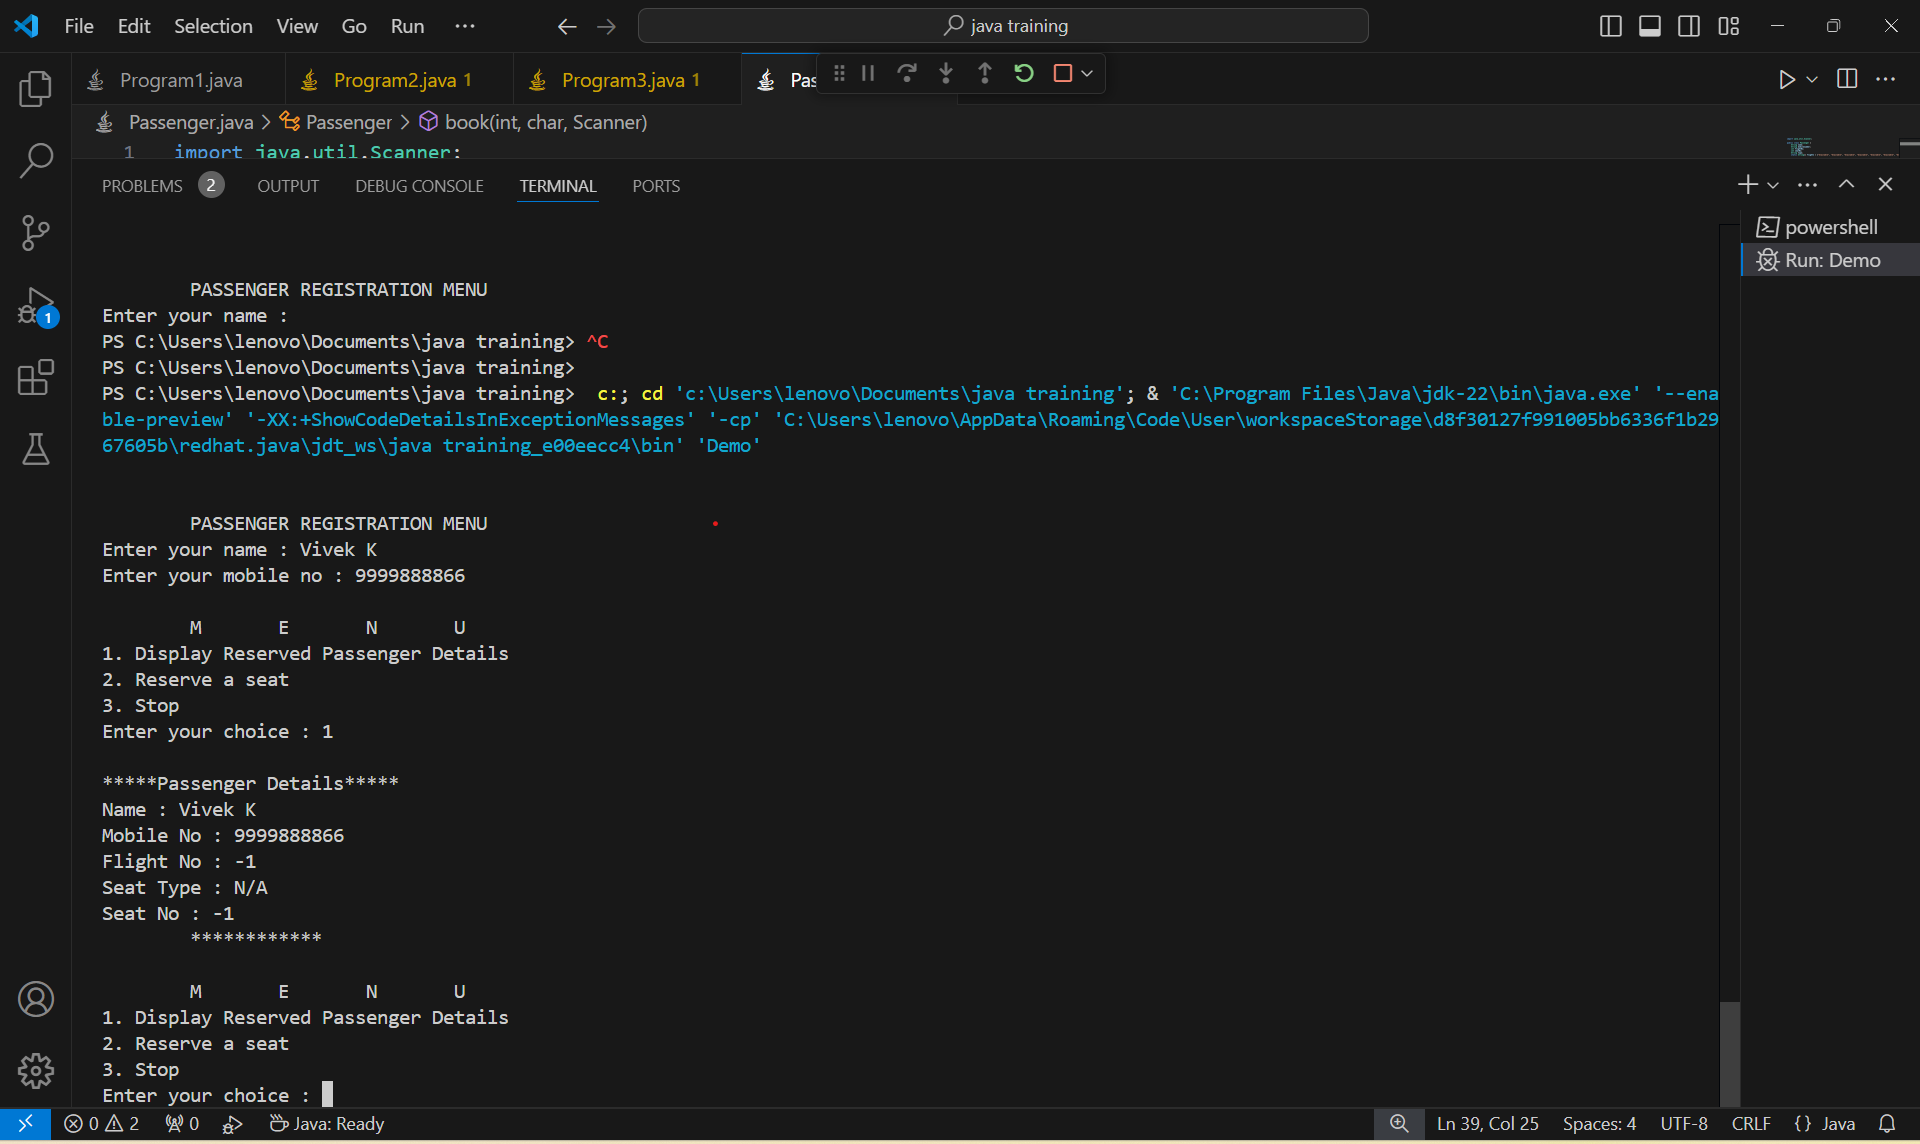 File Edit Selection View Go Run ··· java training
Program1.java Program2.java 1 Program3.java 1 Pas
Passenger.java > Passenger > book(int, char, Scanner)
1 import java.util.Scanner;
PROBLEMS 2 OUTPUT DEBUG CONSOLE TERMINAL PORTS
powershell
Run: Demo
PASSENGER REGISTRATION MENU
Enter your name :
PS C:\Users\lenovo\Documents\java training> ^C
PS C:\Users\lenovo\Documents\java training>
PS C:\Users\lenovo\Documents\java training> c:; cd 'c:\Users\lenovo\Documents\java training'; & 'C:\Program Files\Java\jdk-22\bin\java.exe' '--ena
ble-preview' '-XX:+ShowCodeDetailsInExceptionMessages' '-cp' 'C:\Users\lenovo\AppData\Roaming\Code\User\workspaceStorage\d8f30127f991005bb6336f1b29
67605b\redhat.java\jdt_ws\java training_e00eecc4\bin' 'Demo'
PASSENGER REGISTRATION MENU
Enter your name : Vivek K
Enter your mobile no : 9999888866
M E N U
1. Display Reserved Passenger Details
2. Reserve a seat
3. Stop
Enter your choice : 1
*****Passenger Details*****
Name : Vivek K
Mobile No : 9999888866
Flight No : -1
Seat Type : N/A
Seat No : -1
************
M E N U
1. Display Reserved Passenger Details
2. Reserve a seat
3. Stop
Enter your choice :
1
0 2 0 Java: Ready Ln 39, Col 25 Spaces: 4 UTF-8 CRLF {} Java